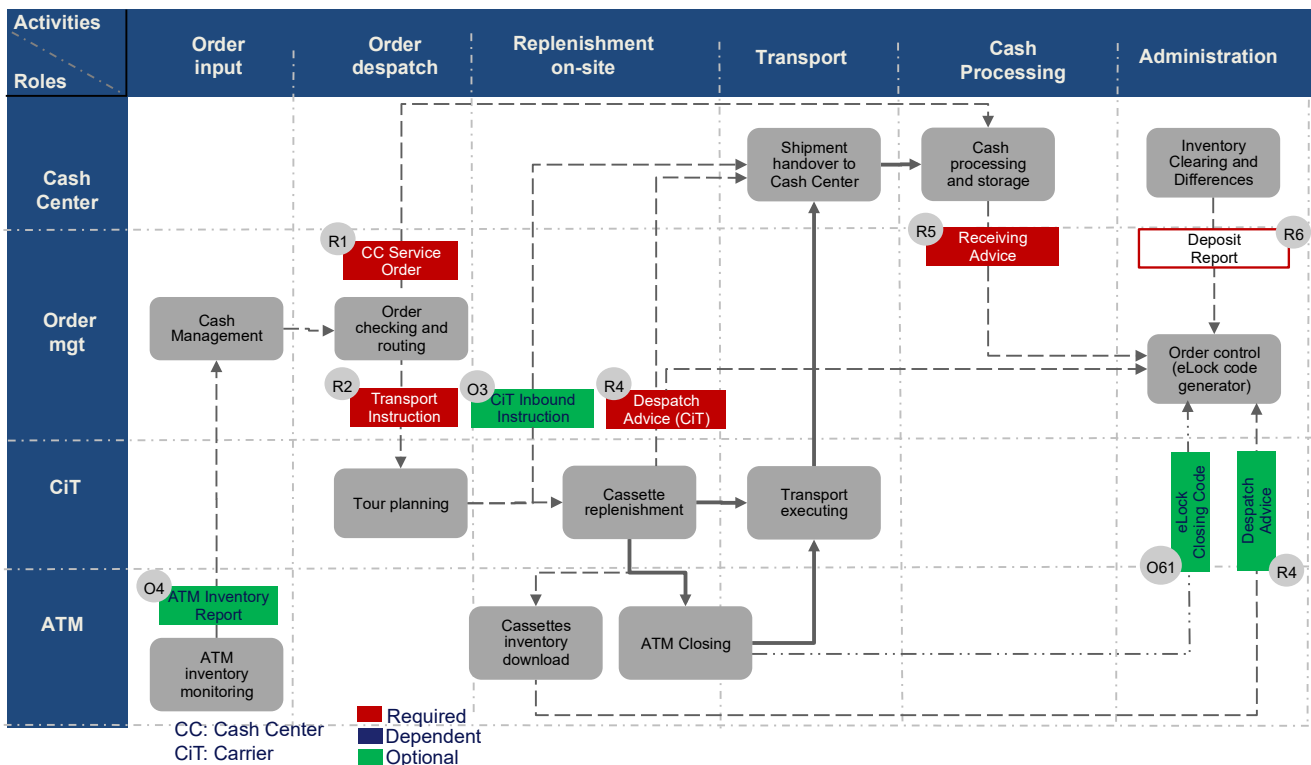 Activities
Roles
Order
input
Order
despatch
Replenishment
on-site
Transport
Cash
Processing
Administration
Cash
Center
Shipment
handover to
Cash Center
Cash
processing
and storage
Inventory
Clearing and
Differences
Order
mgt
R1
CC Service
Order
R5
Receiving
Advice
Deposit
Report
R6
Cash
Management
Order
checking and
routing
Order control
(eLock code
generator)
R2
Transport
Instruction
O3
CiT Inbound
Instruction
R4
Despatch
Advice (CiT)
CiT
Tour planning
Cassette
replenishment
Transport
executing
eLock
Closing Code
O61
Despatch
Advice
R4
ATM
O4
ATM Inventory
Report
ATM
inventory
monitoring
Cassettes
inventory
download
ATM Closing
CC: Cash Center
CiT: Carrier
Required
Dependent
Optional